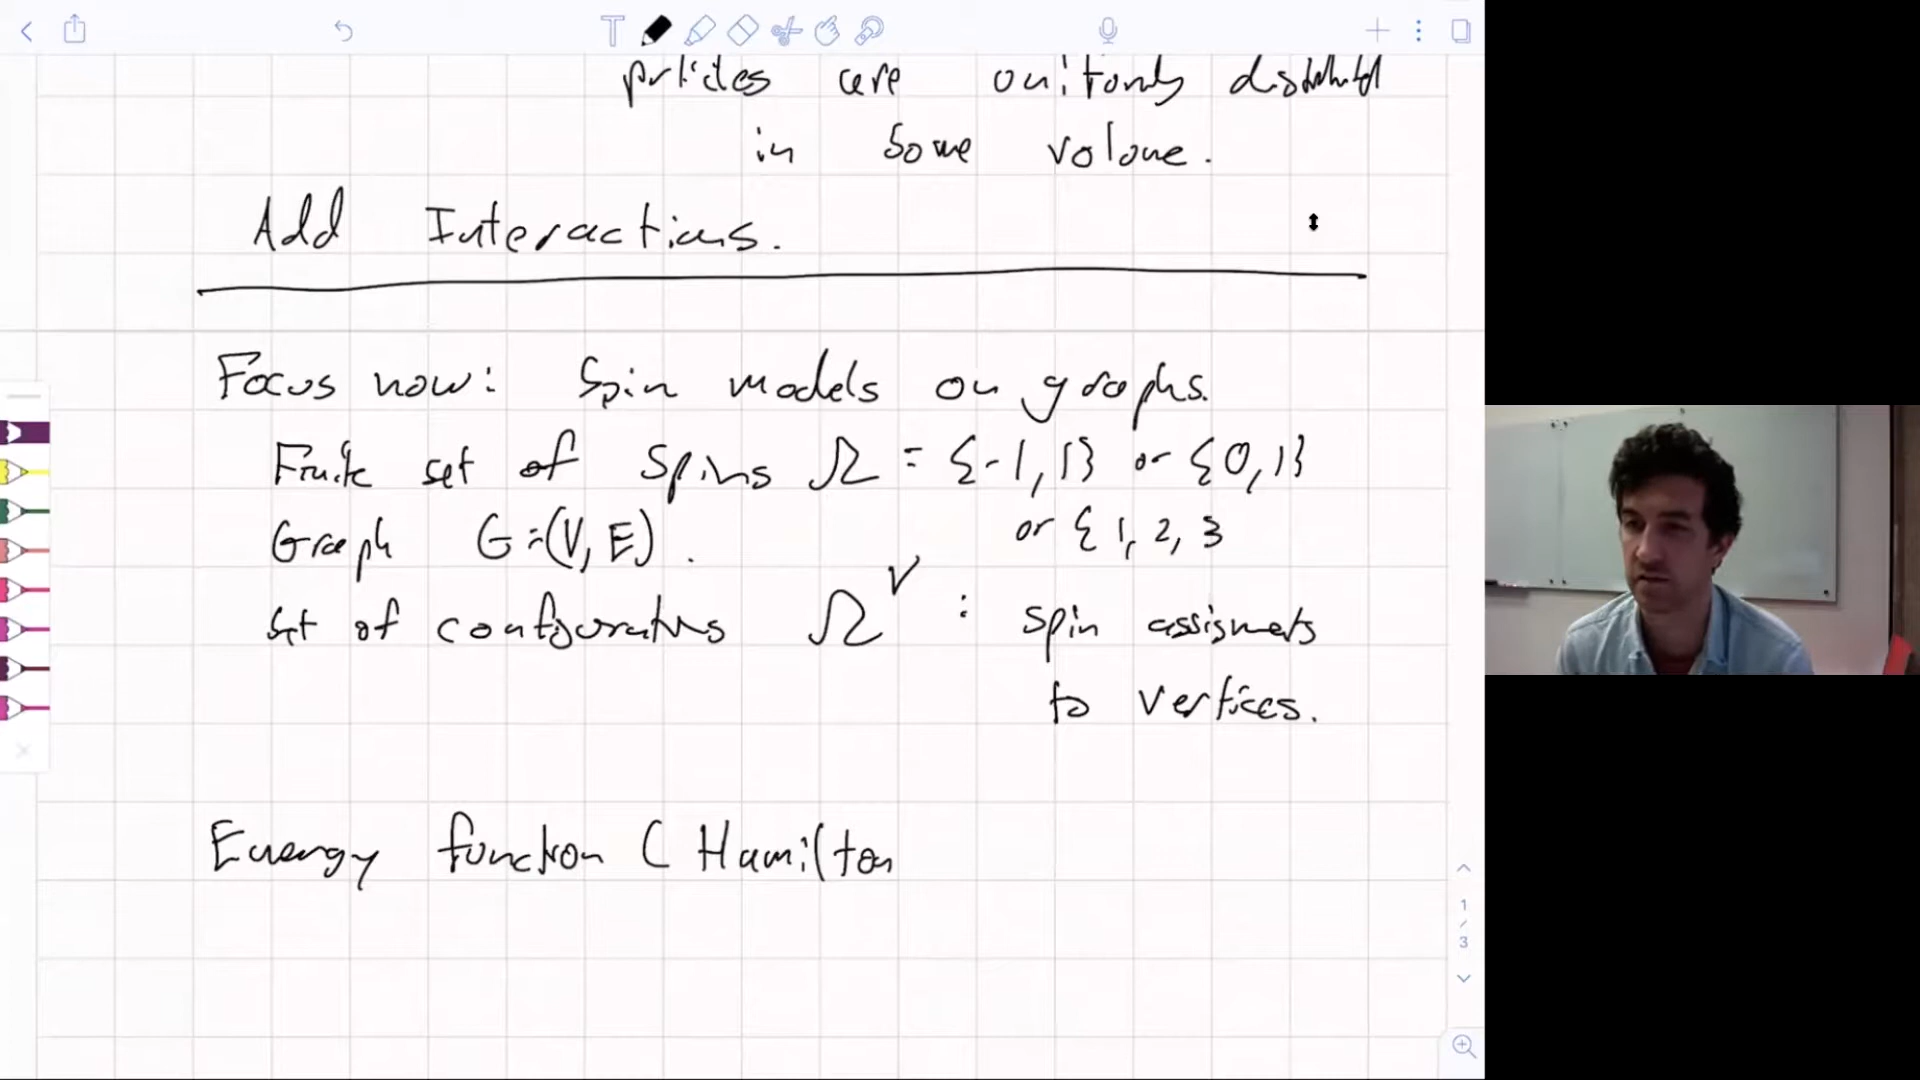 particles are uniformly distributed
in some volume.
Add Interactions.
Focus now: Spin models on graphs.
Finite set of spins Ω = {-1, 1} or {0, 1}
or {1, 2, 3
Graph G=(V, E).
Set of configurations Ω^V : spin assignments
to vertices.
Energy function ( Hamilton
1
/
3